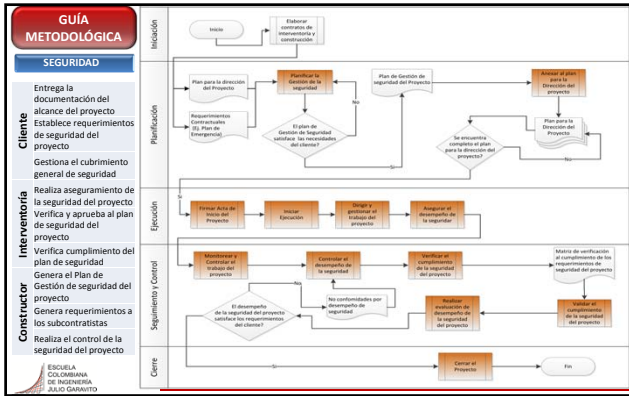 GUÍA
METODOLÓGICA
SEGURIDAD
Cliente
Entrega la
documentación del
alcance del proyecto
Establece requerimientos
de seguridad del
proyecto
Gestiona el cubrimiento
general de seguridad
Interventoría
Realiza aseguramiento de
la seguridad del proyecto
Verifica y aprueba al plan
de seguridad del
proyecto
Verifica cumplimiento del
plan de seguridad
Constructor
Genera el Plan de
Gestión de seguridad del
proyecto
Genera requerimientos a
los subcontratistas
Realiza el control de la
seguridad del proyecto
ESCUELA
COLOMBIANA
DE INGENIERÍA
JULIO GARAVITO
Iniciación
Inicio
Elaborar
contratos de
interventoría y
construcción
Planificación
Plan para la dirección
del Proyecto
Requerimientos
Contractuales
(Ej. Plan de
Emergencia)
Planificar la
Gestión de la
seguridad
No
El plan de
Gestión de Seguridad
satisface las necesidades
del cliente?
Si
Plan de Gestión de
seguridad del Proyecto
Anexar al plan
para la
Dirección del
proyecto
Plan para la
Dirección del
Proyecto
Se encuentra
completo el plan
para la dirección del
proyecto?
No
Si
Ejecución
Firmar Acta de
Inicio del
Proyecto
Iniciar
Ejecución
Dirigir y
gestionar el
trabajo del
proyecto
Asegurar el
desempeño de
la seguridar
Seguimiento y Control
Monitorear y
Controlar el
trabajo del
proyecto
Controlar el
desempeño de
la seguridad
Verificar el
cumplimiento
de la seguridad
del proyecto
Matriz de verificación
al cumplimiento de los
requerimientos de
seguridad del proyecto
Validar el
cumplimiento
de la seguridad
del proyecto
Realizar
evaluación de
desempeño de
la seguridad del
proyecto
No conformidades por
desempeño de
seguridad
No
El desempeño
de la seguridad del proyecto
satisface los requerimientos
del cliente?
Si
Cierre
Cerrar el
Proyecto
Fin